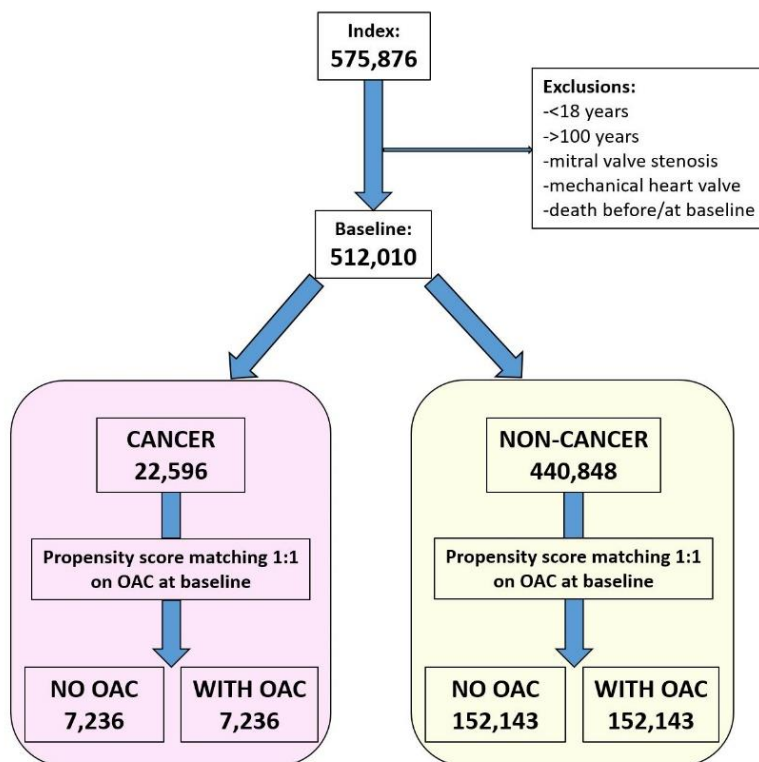 Index:
575,876
Exclusions:
-<18 years
->100 years
-mitral valve stenosis
-mechanical heart valve
-death before/at baseline
Baseline:
512,010
CANCER
22,596
Propensity score matching 1:1
on OAC at baseline
NO OAC
7,236
WITH OAC
7,236
NON-CANCER
440,848
Propensity score matching 1:1
on OAC at baseline
NO OAC
152,143
WITH OAC
152,143